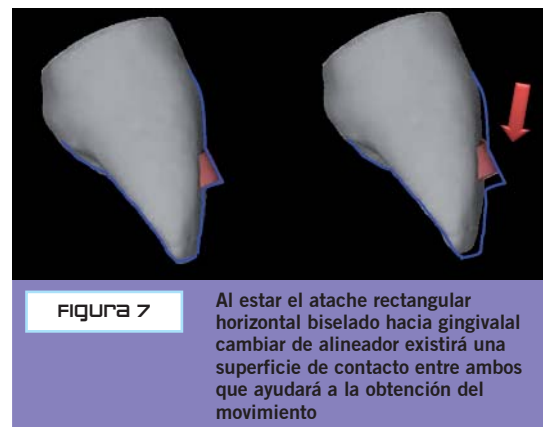 Figura 7
Al estar el atache rectangular
horizontal biselado hacia gingivalal
cambiar de alineador existirá una
superficie de contacto entre ambos
que ayudará a la obtención del
movimiento